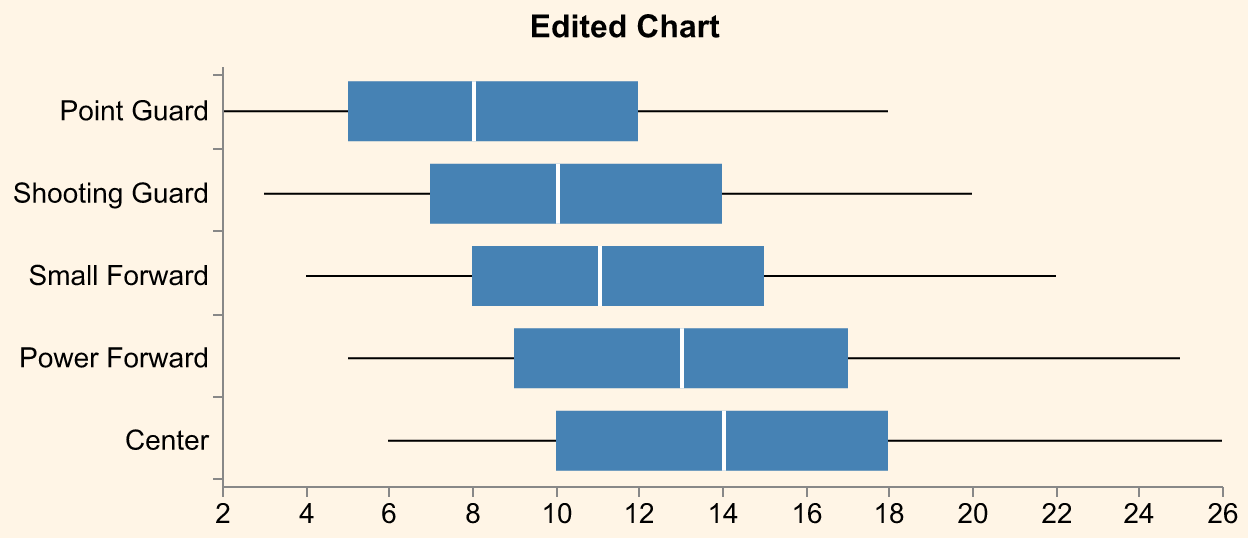 Edited Chart
Point Guard
Shooting Guard
Small Forward
Power Forward
Center
2 4 6 8 10 12 14 16 18 20 22 24 26